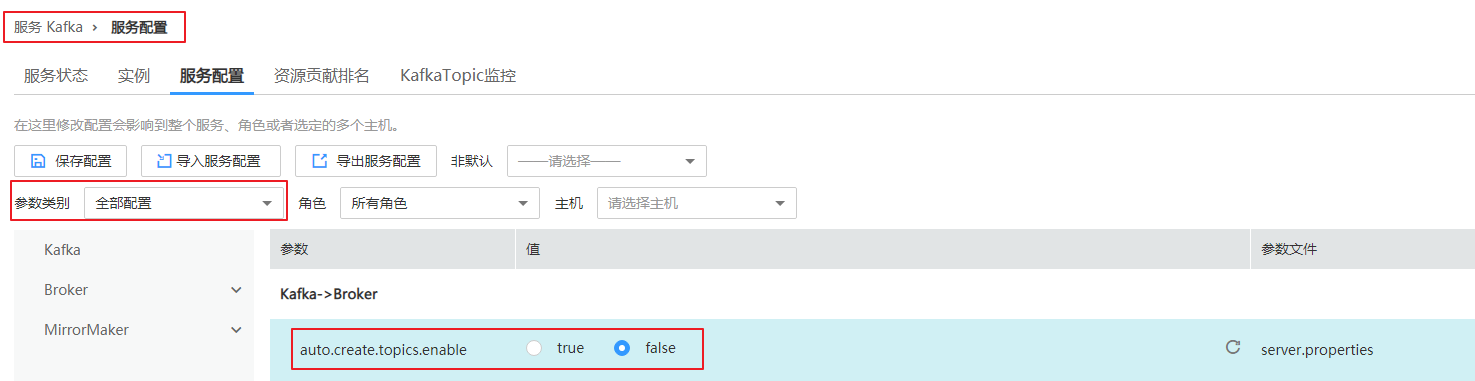 服务 Kafka > 服务配置
服务状态 实例 服务配置 资源贡献排名 KafkaTopic监控
在这里修改配置会影响到整个服务、角色或者选定的多个主机。
保存配置 导入服务配置 导出服务配置 非默认 ——请选择——
参数类别 全部配置 角色 所有角色 主机 请选择主机
Kafka 参数 值 参数文件
Broker Kafka->Broker
MirrorMaker auto.create.topics.enable true false server.properties